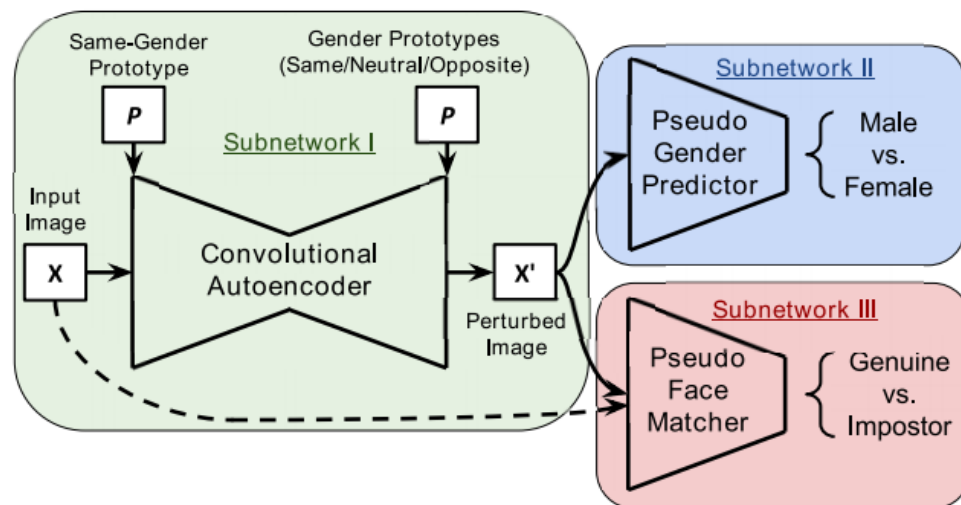 Same-Gender
Prototype
P
Gender Prototypes
(Same/Neutral/Opposite)
P
Subnetwork I
Input
Image
X
Convolutional
Autoencoder
X'
Perturbed
Image
Subnetwork II
Pseudo
Gender
Predictor
Male
vs.
Female
Subnetwork III
Pseudo
Face
Matcher
Genuine
vs.
Impostor